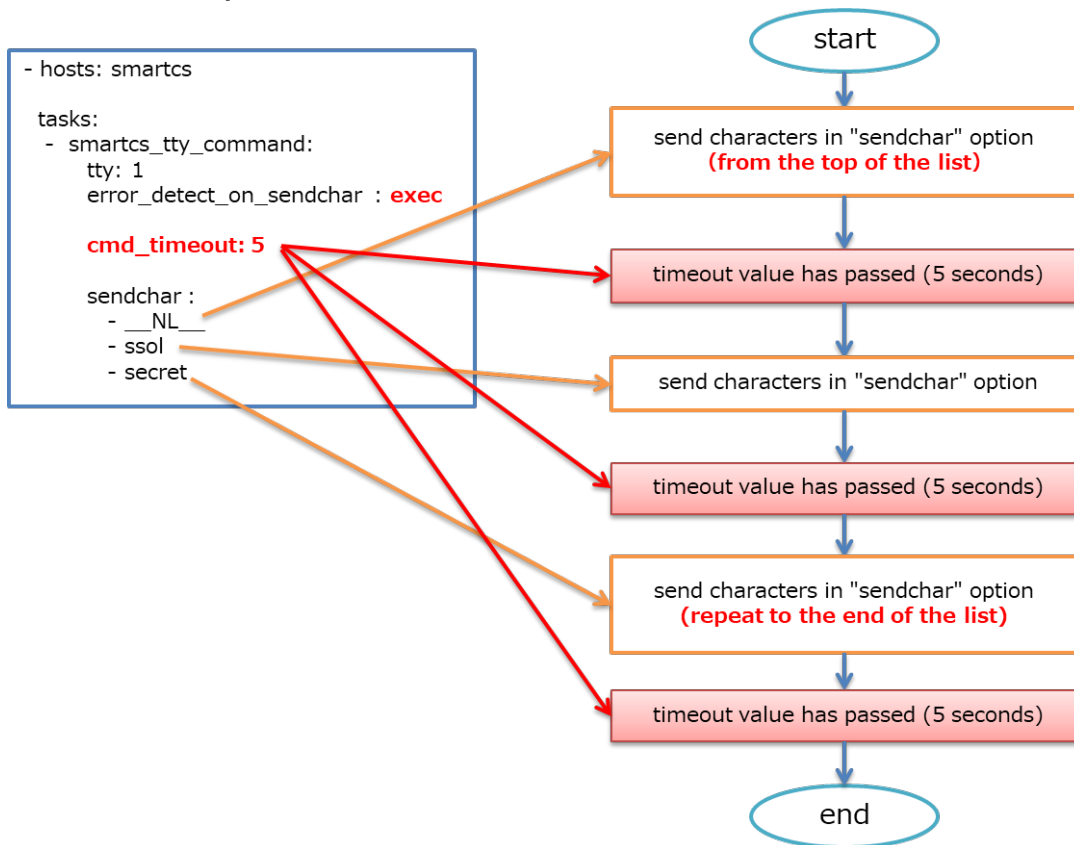 - hosts: smartcs
tasks:
- smartcs_tty_command:
tty: 1
error_detect_on_sendchar : exec
cmd_timeout: 5
sendchar :
- __NL__
- ssol
- secret
start
send characters in "sendchar" option
(from the top of the list)
timeout value has passed (5 seconds)
send characters in "sendchar" option
timeout value has passed (5 seconds)
send characters in "sendchar" option
(repeat to the end of the list)
timeout value has passed (5 seconds)
end